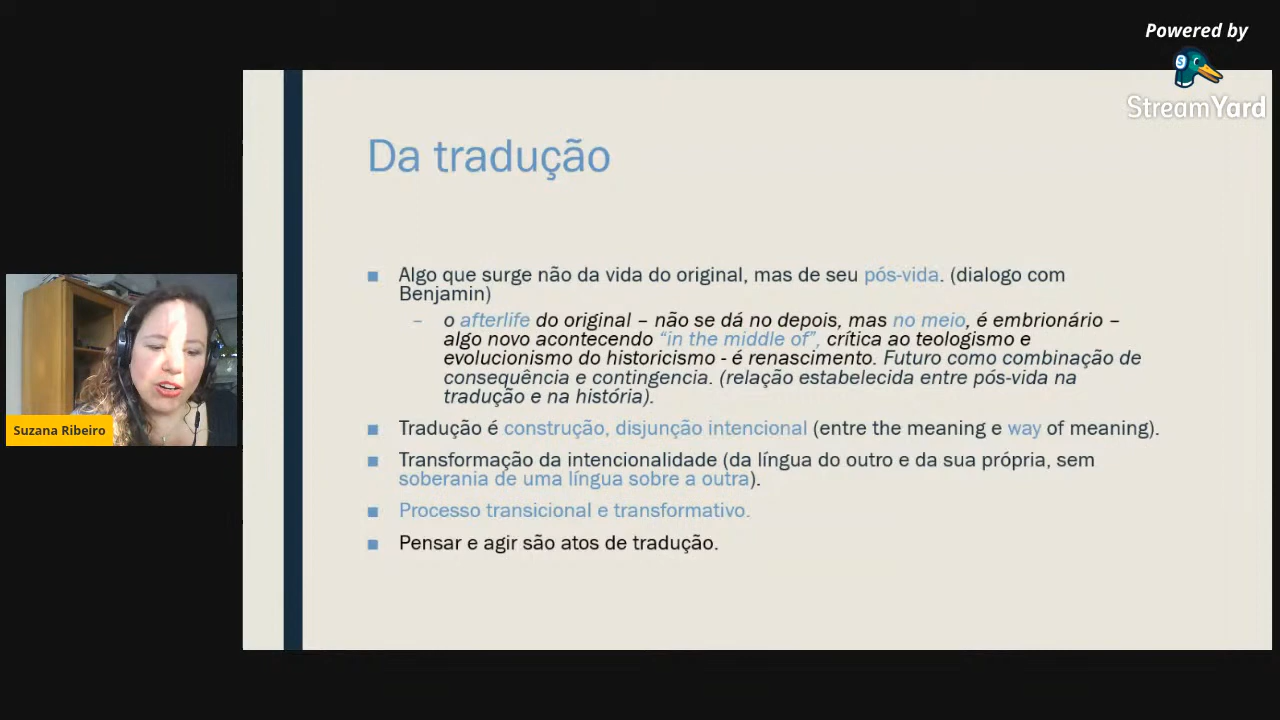 Powered by
StreamYard
Da tradução
Algo que surge não da vida do original, mas de seu pós-vida. (dialogo com
Benjamin)
– o afterlife do original – não se dá no depois, mas no meio, é embrionário –
algo novo acontecendo “in the middle of”, crítica ao teologismo e
evolucionismo do historicismo - é renascimento. Futuro como combinação de
consequência e contingencia. (relação estabelecida entre pós-vida na
tradução e na história).
Tradução é construção, disjunção intencional (entre the meaning e way of meaning).
Transformação da intencionalidade (da língua do outro e da sua própria, sem
soberania de uma língua sobre a outra).
Processo transicional e transformativo.
Pensar e agir são atos de tradução.
Suzana Ribeiro